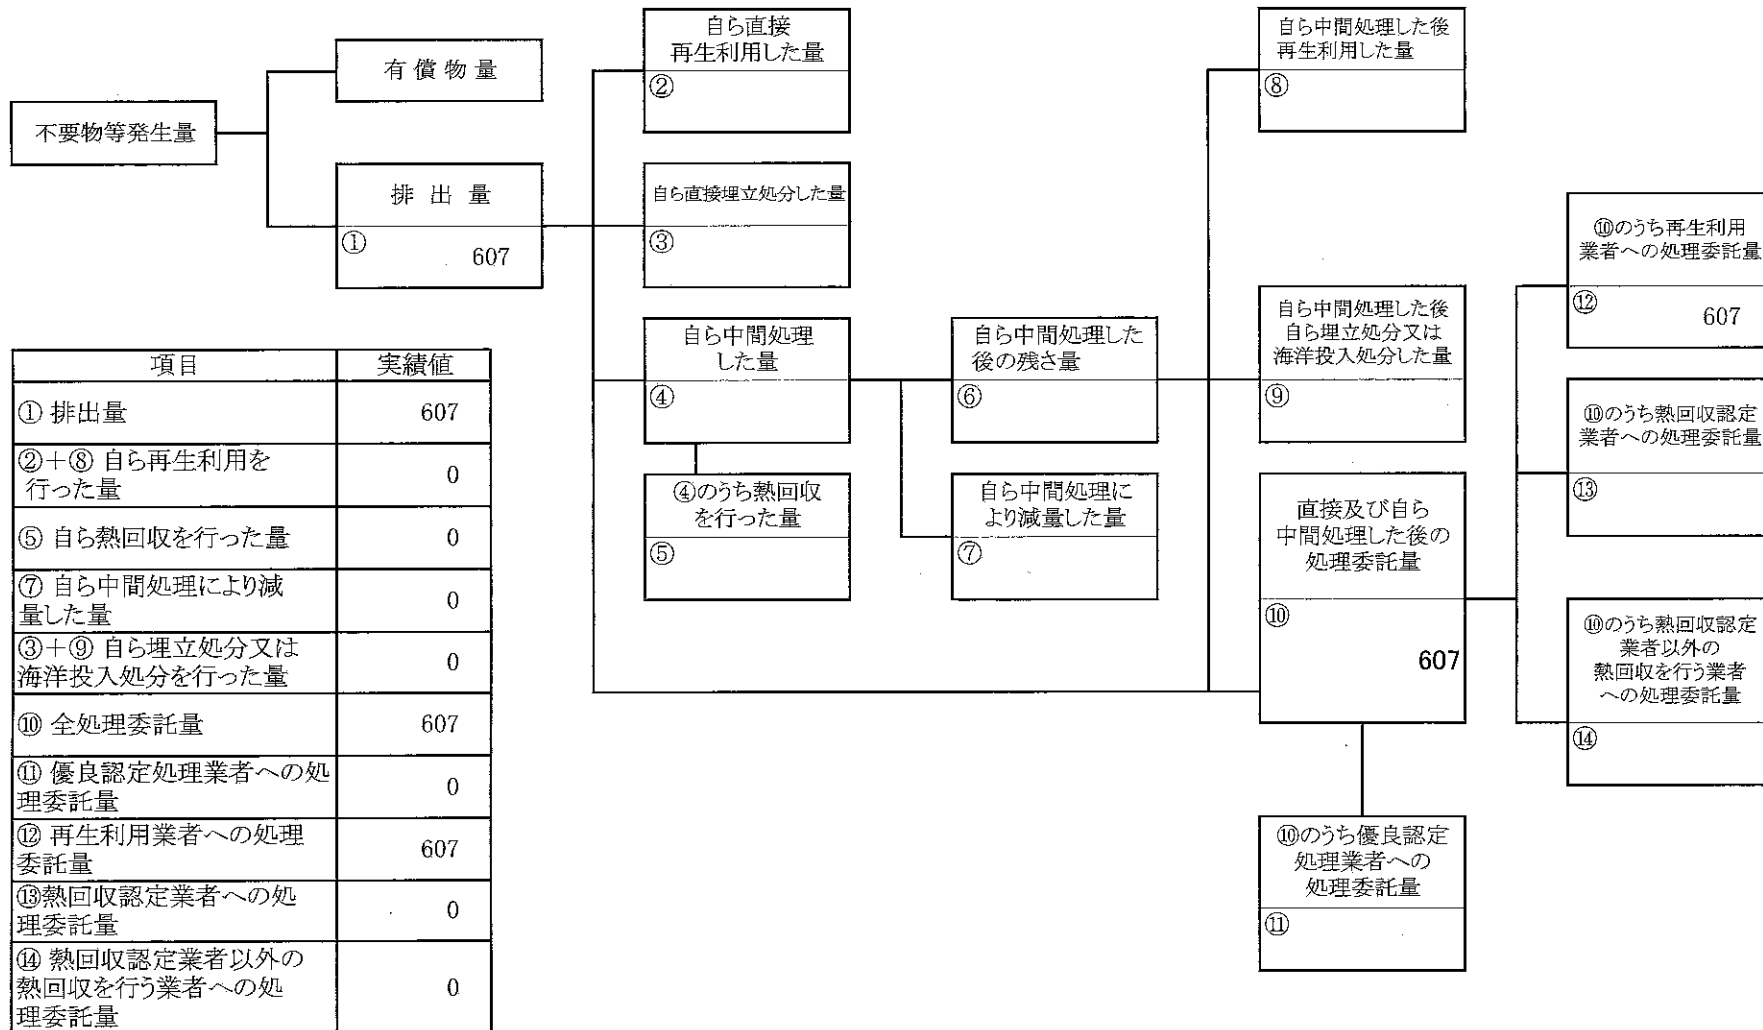 不要物等発生量
有 償 物 量
排 出 量
①
607
自ら直接
再生利用した量
②
自ら直接埋立処分した量
③
自ら中間処理
した量
④
④のうち熱回収
を行った量
⑤
自ら中間処理した
後の残さ量
⑥
自ら中間処理に
より減量した量
⑦
自ら中間処理した後
再生利用した量
⑧
自ら中間処理した後
自ら埋立処分又は
海洋投入処分した量
⑨
直接及び自ら
中間処理した後の
処理委託量
⑩
607
⑩のうち優良認定
処理業者への
処理委託量
⑪
⑩のうち再生利用
業者への処理委託量
⑫
607
⑩のうち熱回収認定
業者への処理委託量
⑬
⑩のうち熱回収認定
業者以外の
熱回収を行う業者
への処理委託量
⑭
項目 実績値
① 排出量 607
②+⑧ 自ら再生利用を
行った量 0
⑤ 自ら熱回収を行った量 0
⑦ 自ら中間処理により減
量した量 0
③+⑨ 自ら埋立処分又は
海洋投入処分を行った量 0
⑩ 全処理委託量 607
⑪ 優良認定処理業者への処
理委託量 0
⑫ 再生利用業者への処理
委託量 607
⑬熱回収認定業者への処
理委託量 0
⑭ 熱回収認定業者以外の
熱回収を行う業者への処
理委託量 0